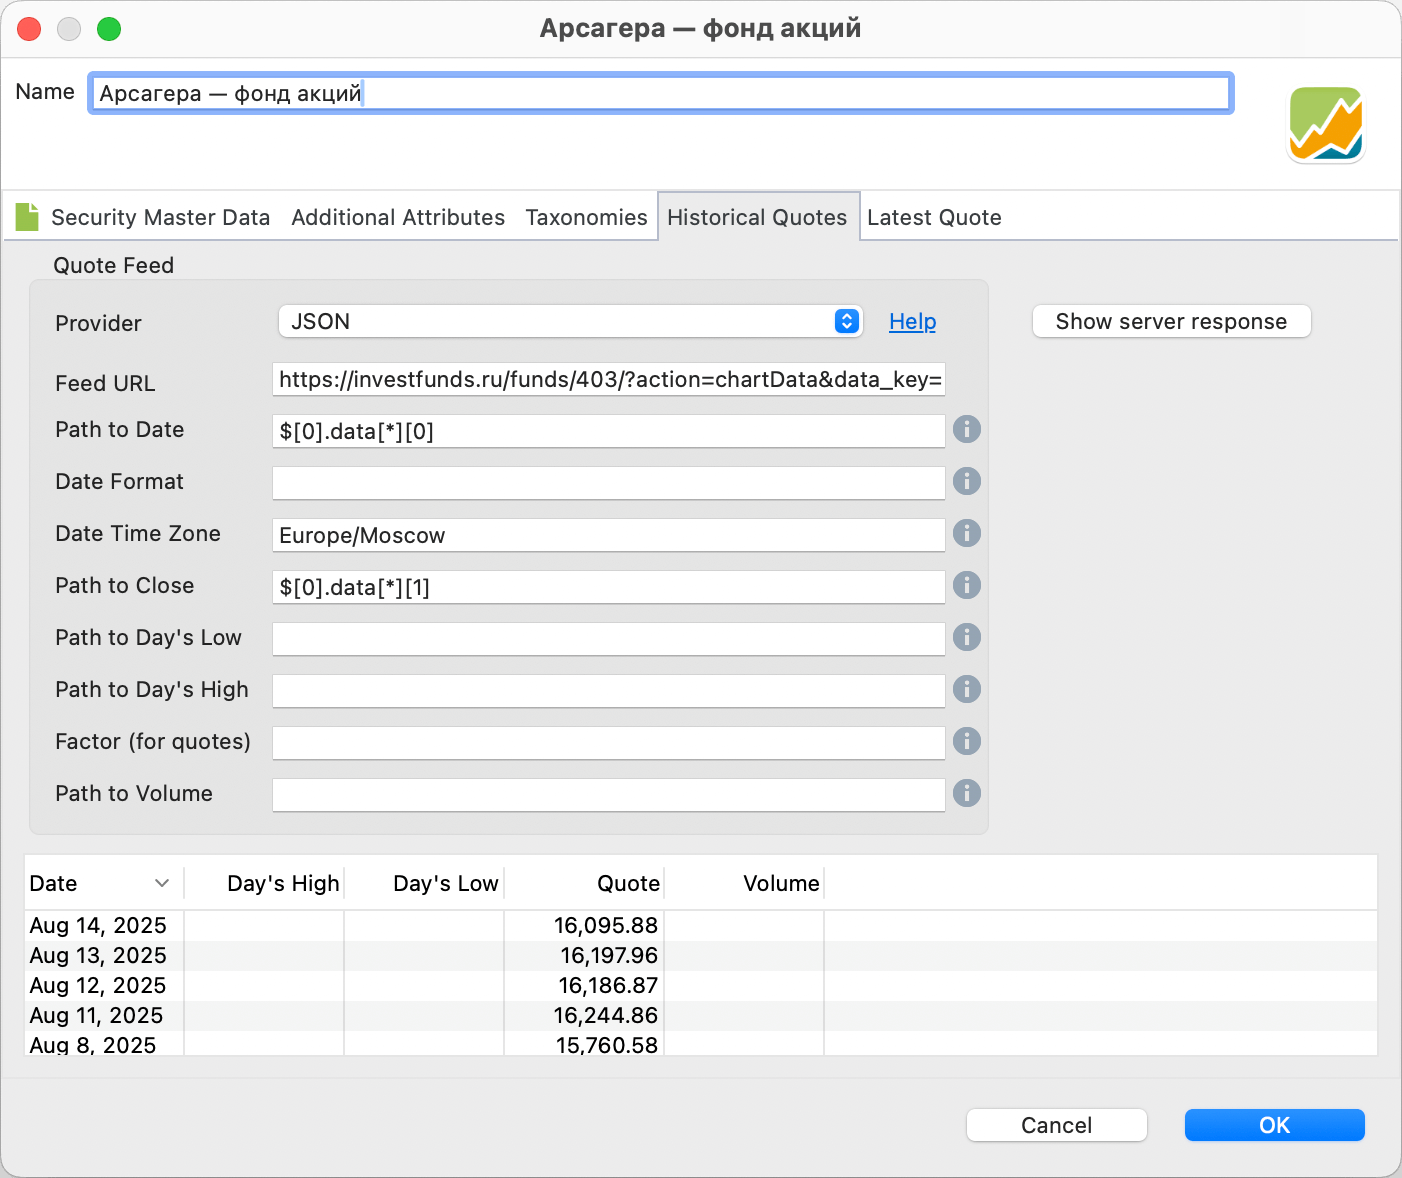 Арсагера — фонд акций
Name Арсагера — фонд акций
Security Master Data Additional Attributes Taxonomies Historical Quotes Latest Quote
Quote Feed
Provider JSON Help Show server response
Feed URL https://investfunds.ru/funds/403/?action=chartData&data_key=
Path to Date $[0].data[*][0]
Date Format
Date Time Zone Europe/Moscow
Path to Close $[0].data[*][1]
Path to Day's Low
Path to Day's High
Factor (for quotes)
Path to Volume
Date Day's High Day's Low Quote Volume
Aug 14, 2025 16,095.88
Aug 13, 2025 16,197.96
Aug 12, 2025 16,186.87
Aug 11, 2025 16,244.86
Aug 8, 2025 15,760.58
Cancel OK